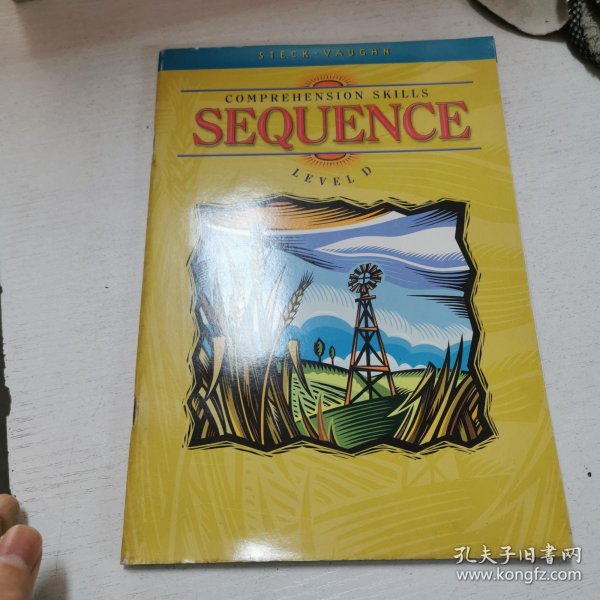 STECK-VAUGHN
COMPREHENSION SKILLS
SEQUENCE
LEVEL D
孔夫子旧书网
www.kongfz.com